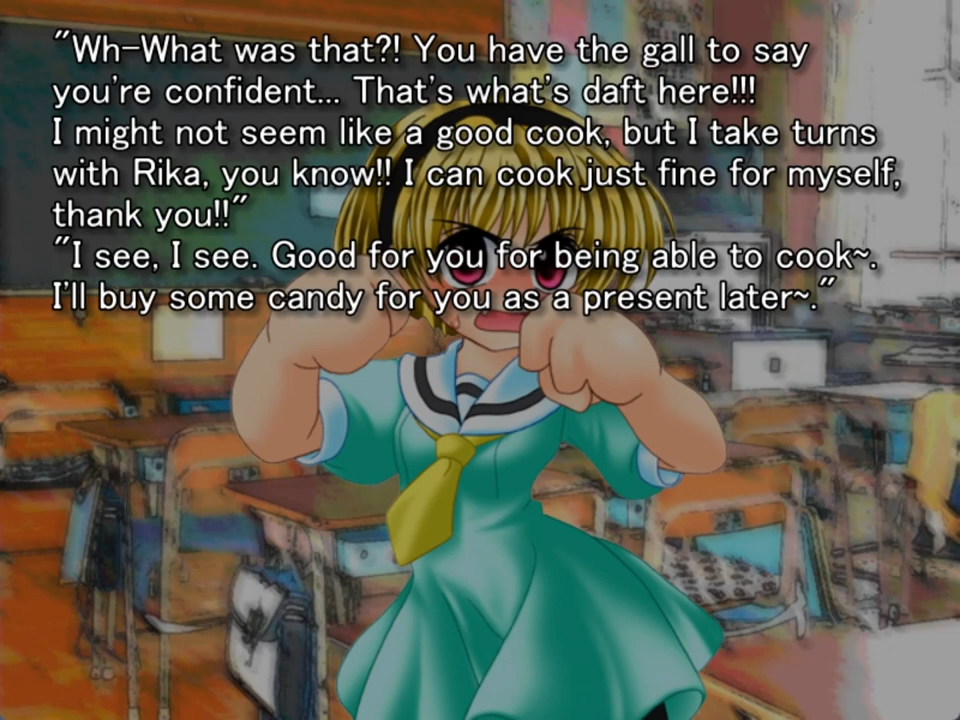 "Wh-What was that?! You have the gall to say
you're confident... That's what's daft here!!!
I might not seem like a good cook, but I take turns
with Rika, you know!! I can cook just fine for myself,
thank you!!"
"I see, I see. Good for you for being able to cook~.
I'll buy some candy for you as a present later~."